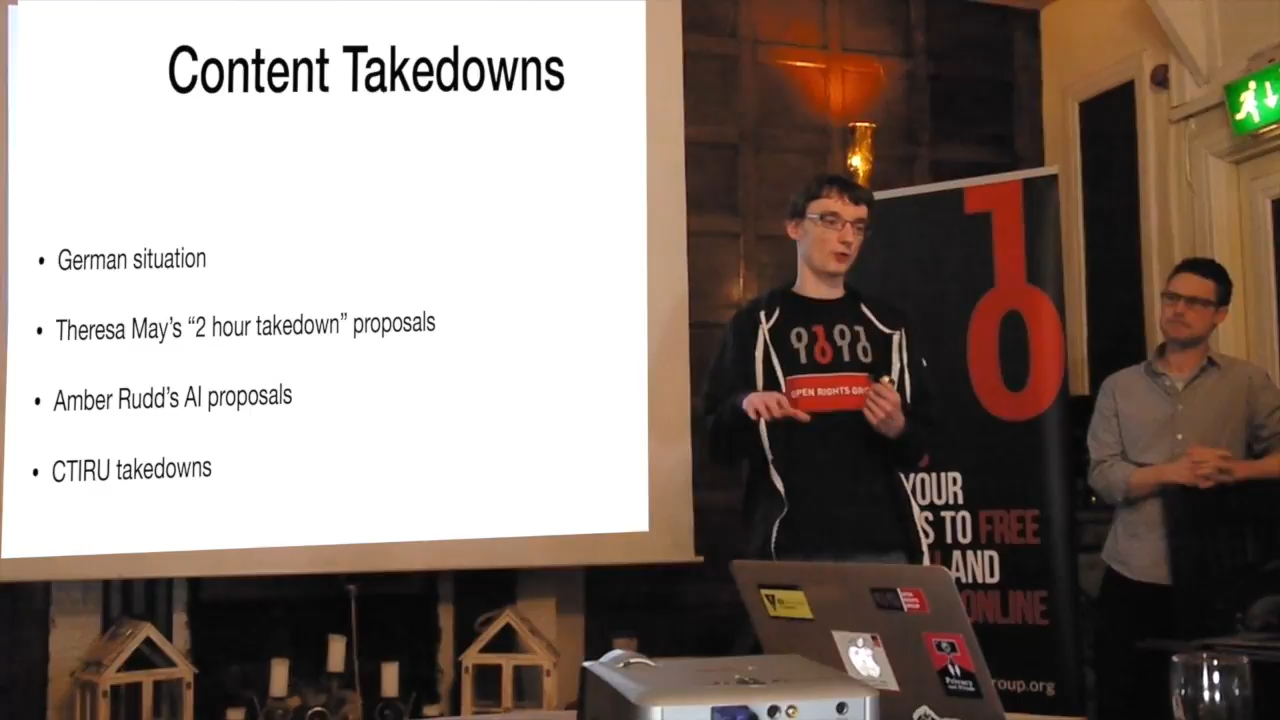 Content Takedowns
• German situation
• Theresa May’s “2 hour takedown” proposals
• Amber Rudd’s AI proposals
• CTIRU takedowns
OPEN RIGHTS
YOUR
TO FREE
AND
ONLINE
roup.org
Privacy